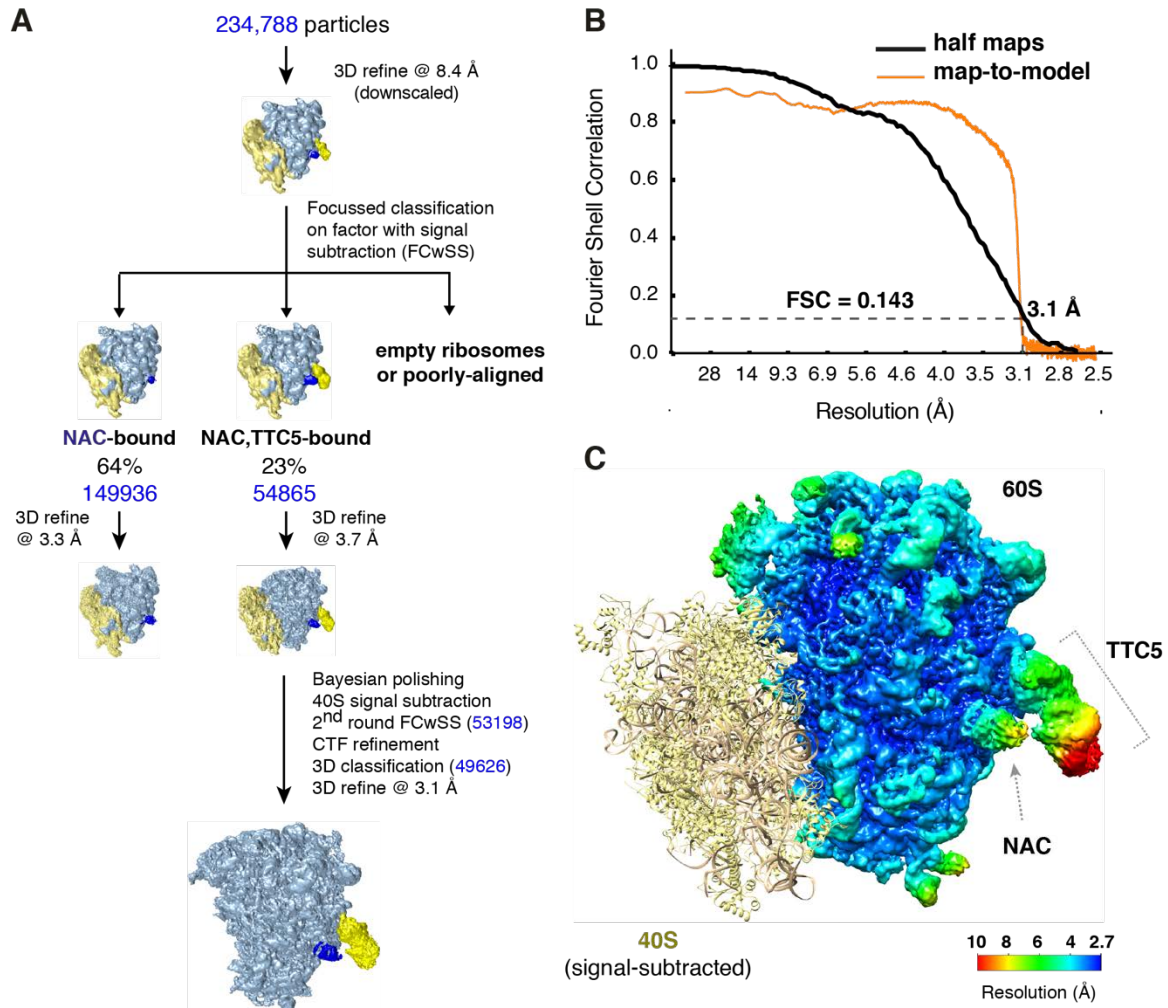 A
234,788 particles
3D refine @ 8.4 Å
(downscaled)
Focussed classification
on factor with signal
subtraction (FCwSS)
empty ribosomes
or poorly-aligned
NAC-bound
64%
149936
NAC,TTC5-bound
23%
54865
3D refine
@ 3.3 Å
3D refine
@ 3.7 Å
Bayesian polishing
40S signal subtraction
2nd round FCwSS (53198)
CTF refinement
3D classification (49626)
3D refine @ 3.1 Å
B
half maps
map-to-model
Fourier Shell Correlation
1.0
0.8
0.6
0.4
0.2
0.0
FSC = 0.143
3.1 Å
28 14 9.3 6.9 5.6 4.6 4.0 3.5 3.1 2.8 2.5
Resolution (Å)
C
60S
TTC5
NAC
40S
(signal-subtracted)
10 8 6 4 2.7
Resolution (Å)